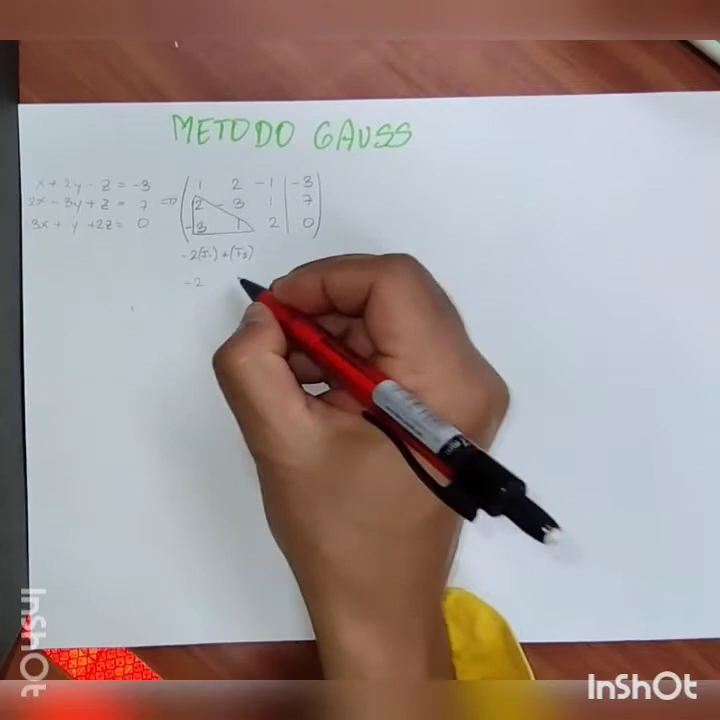 METODO GAUSS
x + 2y - z = -3 ⇒ ( 1 2 -1 | -3 )
2x - 3y + z = 7 2 -3 1 | 7
3x + y + 2z = 0 -3 1 2 | 0
-2(F1) + (F2)
-2
InShOt
InShOt